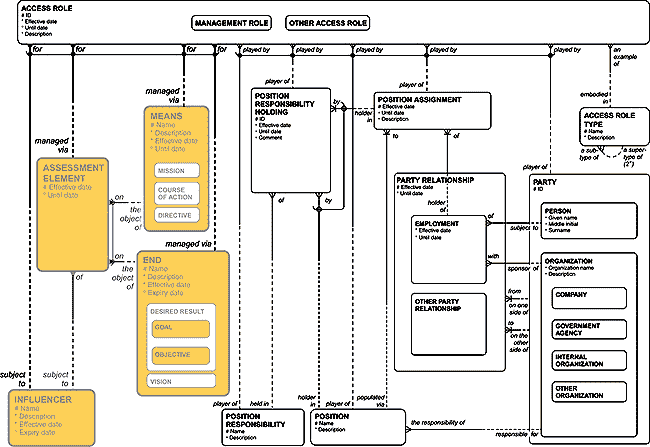 ACCESS ROLE
# ID
* Effective date
* Until date
* Description
MANAGEMENT ROLE
OTHER ACCESS ROLE
for
for
for
for
played by
played by
played by
played by
played by
an
example
of
managed
via
managed
via
managed via
MEANS
# Name
* Description
* Effective date
* Until date
MISSION
COURSE
OF ACTION
DIRECTIVE
ASSESSMENT
ELEMENT
# Effective date
* Until date
on
the object
of
on
the
object of
of
END
# Name
* Description
* Effective date
* Expiry date
DESIRED RESULT
GOAL
OBJECTIVE
VISION
subject
to
subject
to
INFLUENCER
# Name
* Description
* Effective date
* Expiry date
player of
POSITION
RESPONSIBILITY
HOLDING
# ID
* Effective date
* Until date
* Comment
by
holder
in
of
by
player of
POSITION ASSIGNMENT
# Effective date
* Until date
* Description
to
of
embodied
in
ACCESS ROLE
TYPE
# Name
* Description
a sub-
type of
a super-
type of
(2*)
PARTY RELATIONSHIP
# Effective date
* Until date
holder
of
EMPLOYMENT
* Effective date
* Until date
OTHER PARTY
RELATIONSHIP
of
subject to
with
sponsor of
from
on one
side of
to
on the
other
side of
player of
PARTY
# ID
PERSON
* Given name
* Middle initial
* Surname
ORGANIZATION
* Organization name
* Description
COMPANY
GOVERNMENT
AGENCY
INTERNAL
ORGANIZATION
OTHER
ORGANIZATION
player of
held in
holder
in
player
of
populated
via
POSITION
RESPONSIBILITY
# Name
* Description
POSITION
# Name
* Description
the responsibility of
responsible for